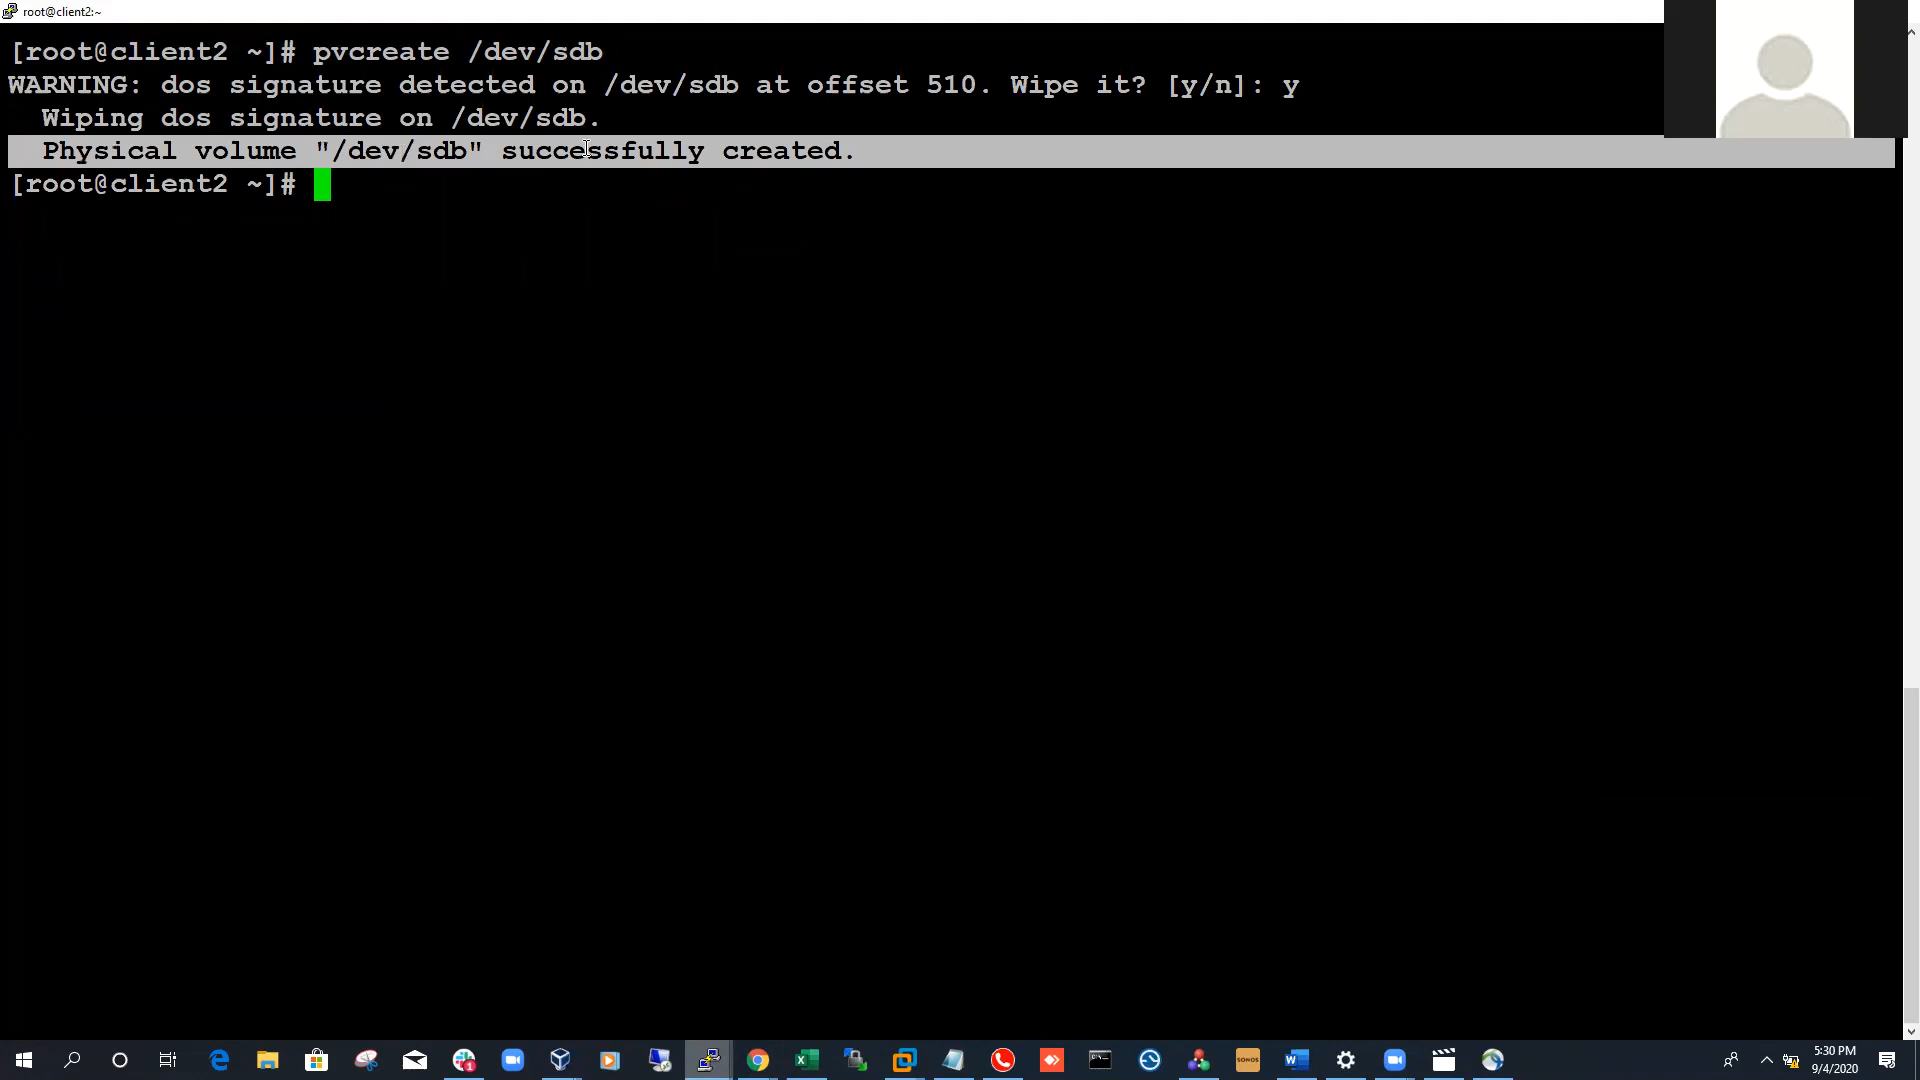 root@client2:~
[root@client2 ~]# pvcreate /dev/sdb
WARNING: dos signature detected on /dev/sdb at offset 510. Wipe it? [y/n]: y
  Wiping dos signature on /dev/sdb.
  Physical volume "/dev/sdb" successfully created.
[root@client2 ~]#
SONOS
5:30 PM
9/4/2020